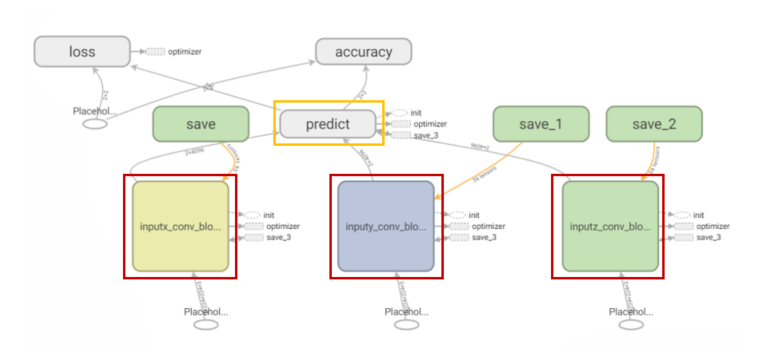 loss
optimizer
accuracy
Placehol...
save
predict
init
optimizer
save_3
save_1
save_2
inputx_conv_blo...
init
optimizer
save_3
inputy_conv_blo...
init
optimizer
save_3
inputz_conv_blo...
init
optimizer
save_3
Placehol...
Placehol...
Placehol...